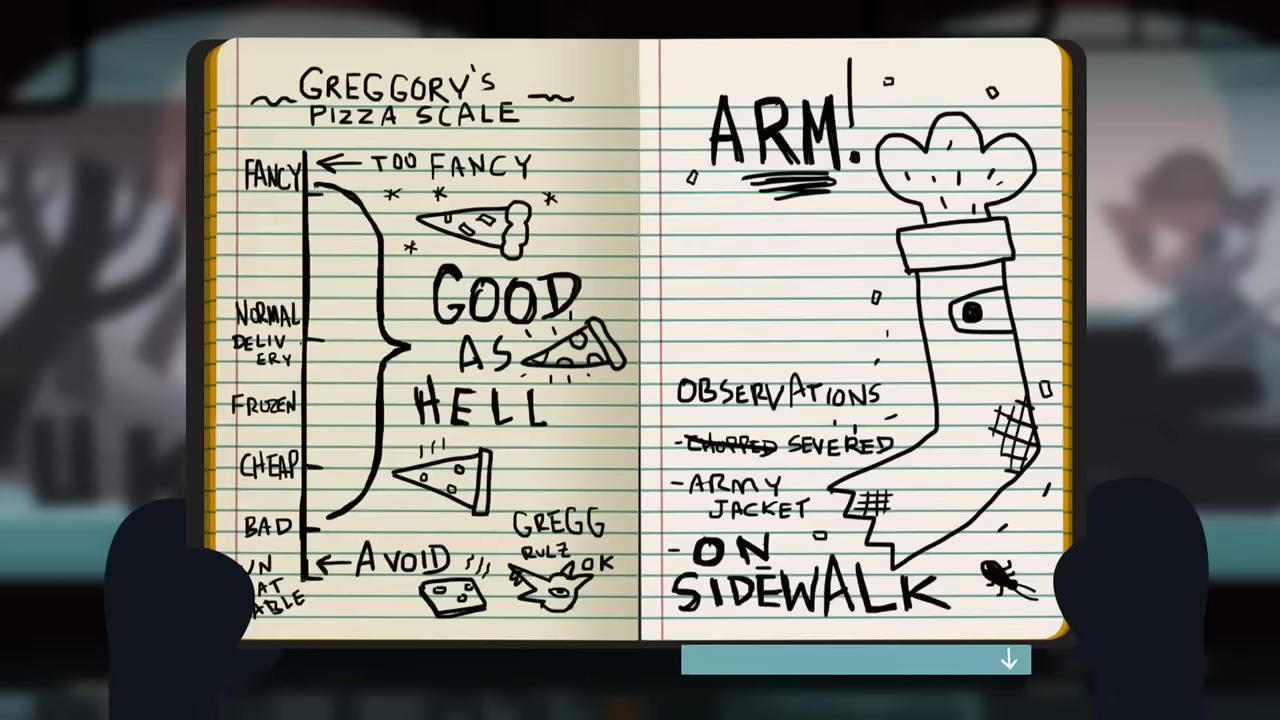 GREGGORY'S
PIZZA SCALE
FANCY
← TOO FANCY
GOOD
AS
HELL
NORMAL
DELIV
ERY
FROZEN
CHEAP
BAD
← AVOID
GREGG
RULZ
OK
ARM!
OBSERVATIONS
- CHOPPED SEVERED
- ARMY
JACKET
- ON
SIDEWALK